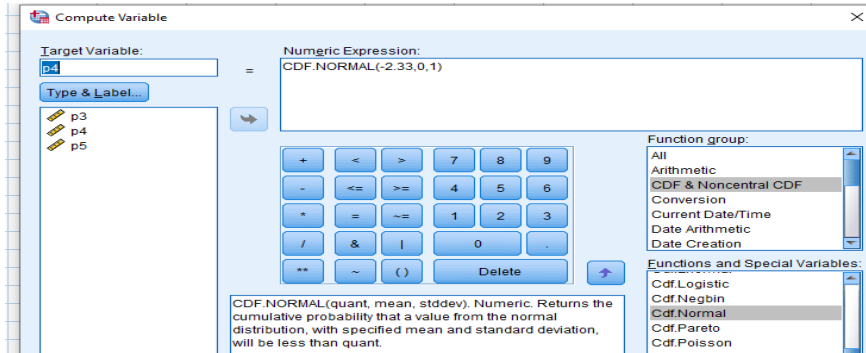 Compute Variable
Target Variable:
p4
=
Numeric Expression:
CDF.NORMAL(-2.33,0,1)
Type & Label...
p3
p4
p5
+ < > 7 8 9
- <= >= 4 5 6
* = ~= 1 2 3
/ & | 0 .
** ~ ( ) Delete
CDF.NORMAL(quant, mean, stddev). Numeric. Returns the
cumulative probability that a value from the normal
distribution, with specified mean and standard deviation,
will be less than quant.
Function group:
All
Arithmetic
CDF & Noncentral CDF
Conversion
Current Date/Time
Date Arithmetic
Date Creation
Functions and Special Variables:
Cdf.Logistic
Cdf.Negbin
Cdf.Normal
Cdf.Pareto
Cdf.Poisson